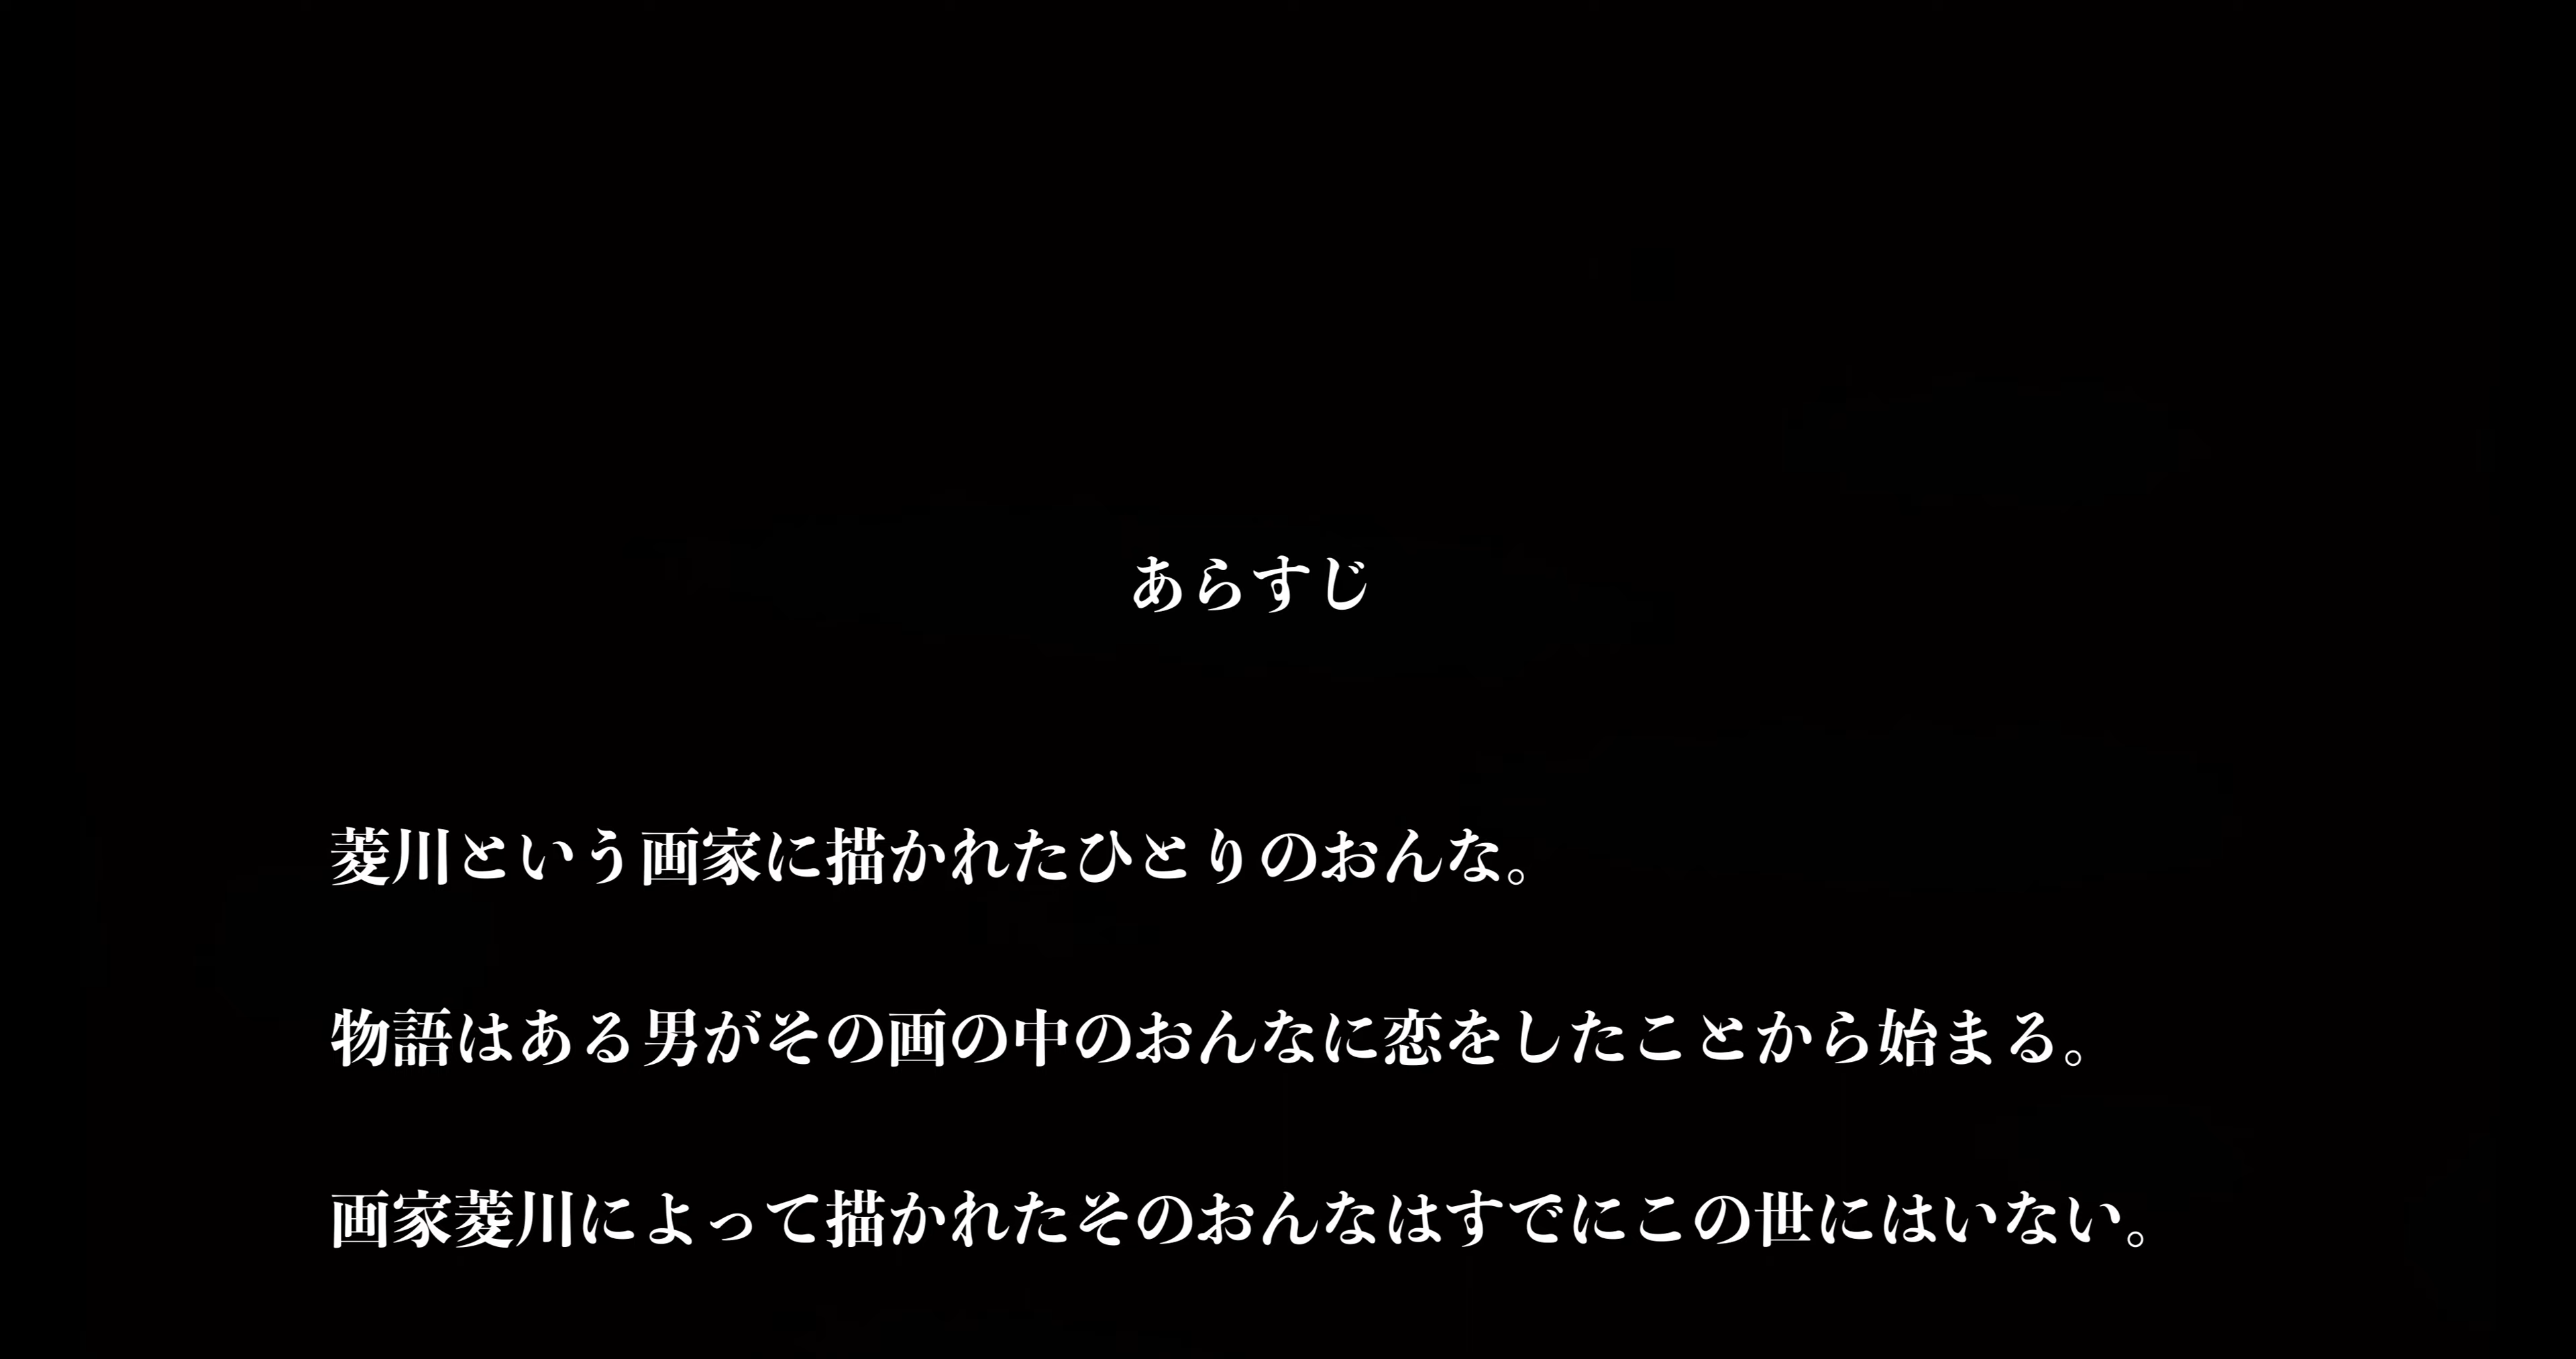 あらすじ
菱川という画家に描かれたひとりのおんな。
物語はある男がその画の中のおんなに恋をしたことから始まる。
画家菱川によって描かれたそのおんなはすでにこの世にはいない。